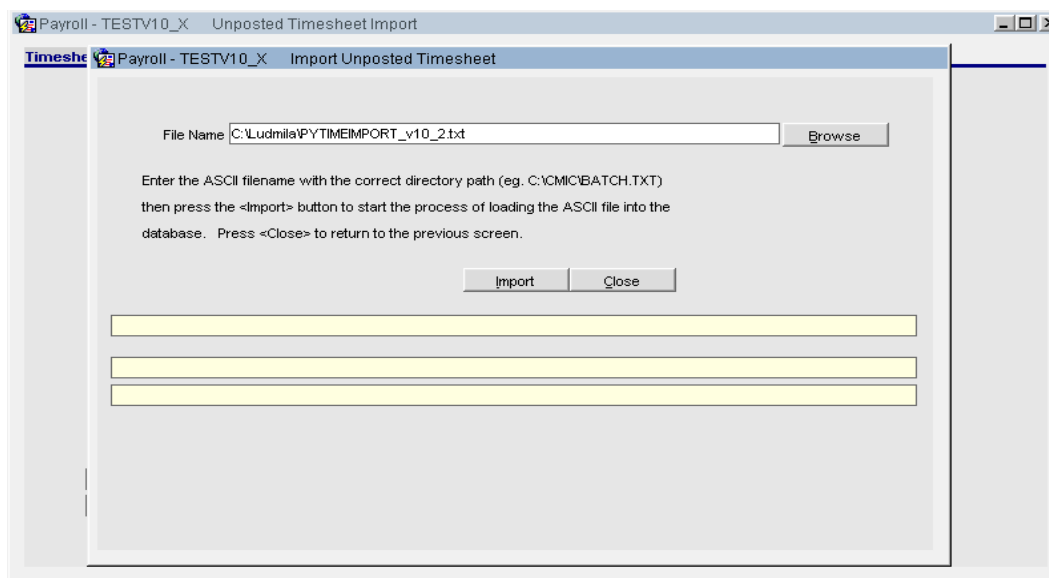 Payroll - TESTV10_X Unposted Timesheet Import
Timeshe
Payroll - TESTV10_X Import Unposted Timesheet
File Name C:\Ludmila\PYTIMEIMPORT_v10_2.txt Browse
Enter the ASCII filename with the correct directory path (eg. C:\CMIC\BATCH.TXT)
then press the <Import> button to start the process of loading the ASCII file into the
database. Press <Close> to return to the previous screen.
Import Close